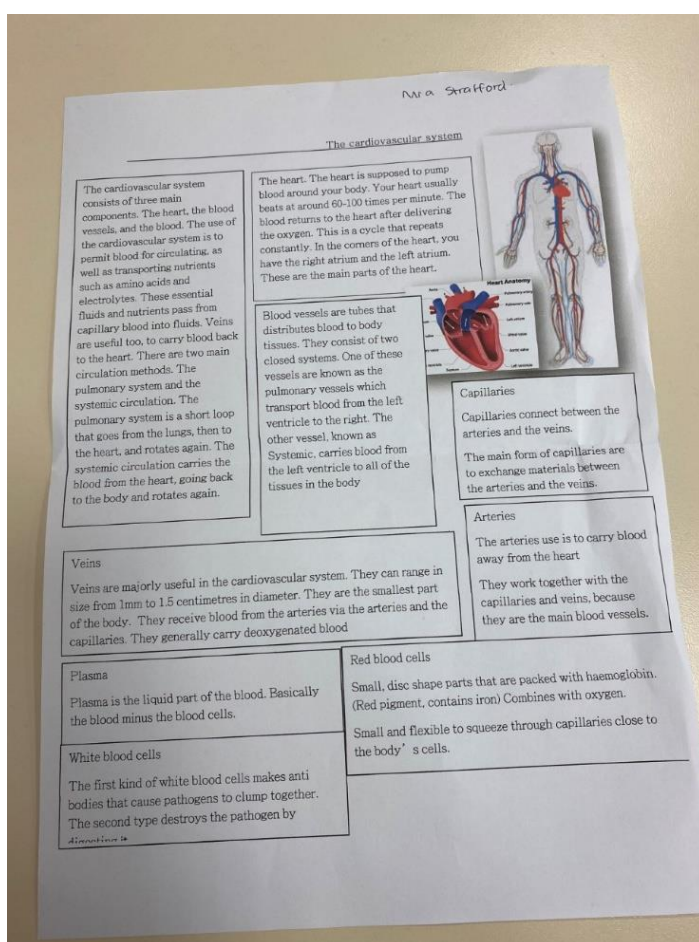 Mra Stratford
The cardiovascular system
The cardiovascular system
consists of three main
components. The heart, the blood
vessels, and the blood. The use of
the cardiovascular system is to
permit blood for circulating, as
well as transporting nutrients
such as amino acids and
electrolytes. These essential
fluids and nutrients pass from
capillary blood into fluids. Veins
are useful too, to carry blood back
to the heart. There are two main
circulation methods. The
pulmonary system and the
systemic circulation. The
pulmonary system is a short loop
that goes from the lungs, then to
the heart, and rotates again. The
systemic circulation carries the
blood from the heart, going back
to the body and rotates again.
The heart. The heart is supposed to pump
blood around your body. Your heart usually
beats at around 60-100 times per minute. The
blood returns to the heart after delivering
the oxygen. This is a cycle that repeats
constantly. In the corners of the heart, you
have the right atrium and the left atrium.
These are the main parts of the heart.
Heart Anatomy
Blood vessels are tubes that
distributes blood to body
tissues. They consist of two
closed systems. One of these
vessels are known as the
pulmonary vessels which
transport blood from the left
ventricle to the right. The
other vessel, known as
Systemic, carries blood from
the left ventricle to all of the
tissues in the body
Capillaries
Capillaries connect between the
arteries and the veins.
The main form of capillaries are
to exchange materials between
the arteries and the veins.
Arteries
The arteries use is to carry blood
away from the heart
They work together with the
capillaries and veins, because
they are the main blood vessels.
Veins
Veins are majorly useful in the cardiovascular system. They can range in
size from 1mm to 1.5 centimetres in diameter. They are the smallest part
of the body. They receive blood from the arteries via the arteries and the
capillaries. They generally carry deoxygenated blood
Plasma
Plasma is the liquid part of the blood. Basically
the blood minus the blood cells.
Red blood cells
Small, disc shape parts that are packed with haemoglobin.
(Red pigment, contains iron) Combines with oxygen.
Small and flexible to squeeze through capillaries close to
the body's cells.
White blood cells
The first kind of white blood cells makes anti
bodies that cause pathogens to clump together.
The second type destroys the pathogen by